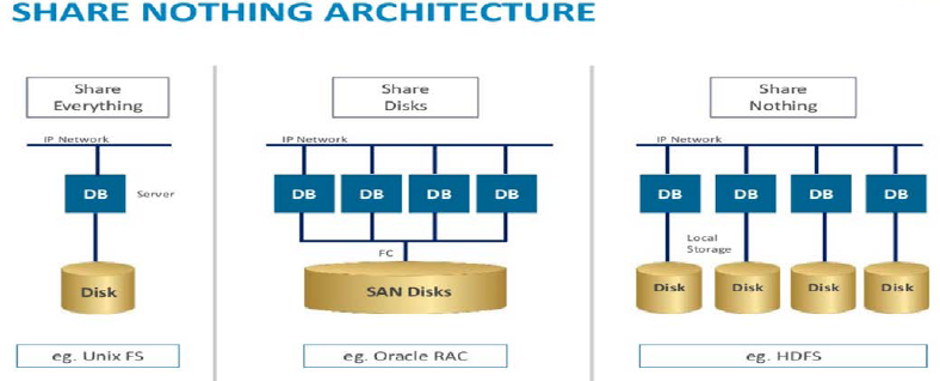 SHARE NOTHING ARCHITECTURE
Share
Everything
IP Network
DB
Server
Disk
eg. Unix FS
Share
Disks
IP Network
DB DB DB DB
FC
SAN Disks
eg. Oracle RAC
Share
Nothing
IP Network
DB DB DB DB
Local
Storage
Disk Disk Disk Disk
eg. HDFS